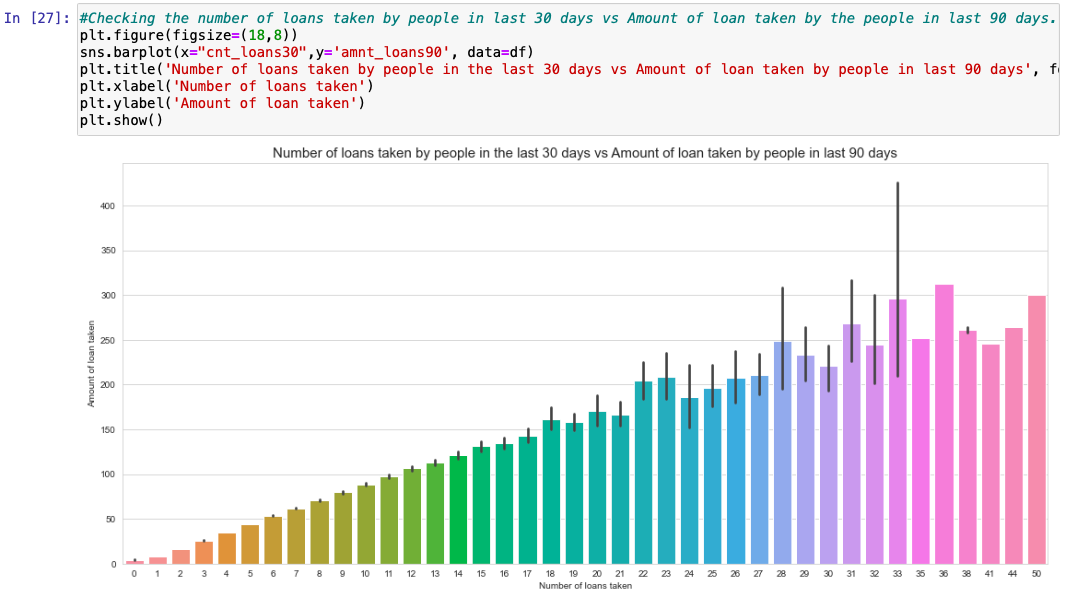 In [27]: #Checking the number of loans taken by people in last 30 days vs Amount of loan taken by the people in last 90 days.
plt.figure(figsize=(18,8))
sns.barplot(x="cnt_loans30",y='amnt_loans90', data=df)
plt.title('Number of loans taken by people in the last 30 days vs Amount of loan taken by people in last 90 days',
plt.xlabel('Number of loans taken')
plt.ylabel('Amount of loan taken')
plt.show()
Number of loans taken by people in the last 30 days vs Amount of loan taken by people in last 90 days
400
350
300
250
200
150
100
50
0
Amount of loan taken
0 1 2 3 4 5 6 7 8 9 10 11 12 13 14 15 16 17 18 19 20 21 22 23 24 25 26 27 28 29 30 31 32 33 35 36 38 41 44 50
Number of loans taken